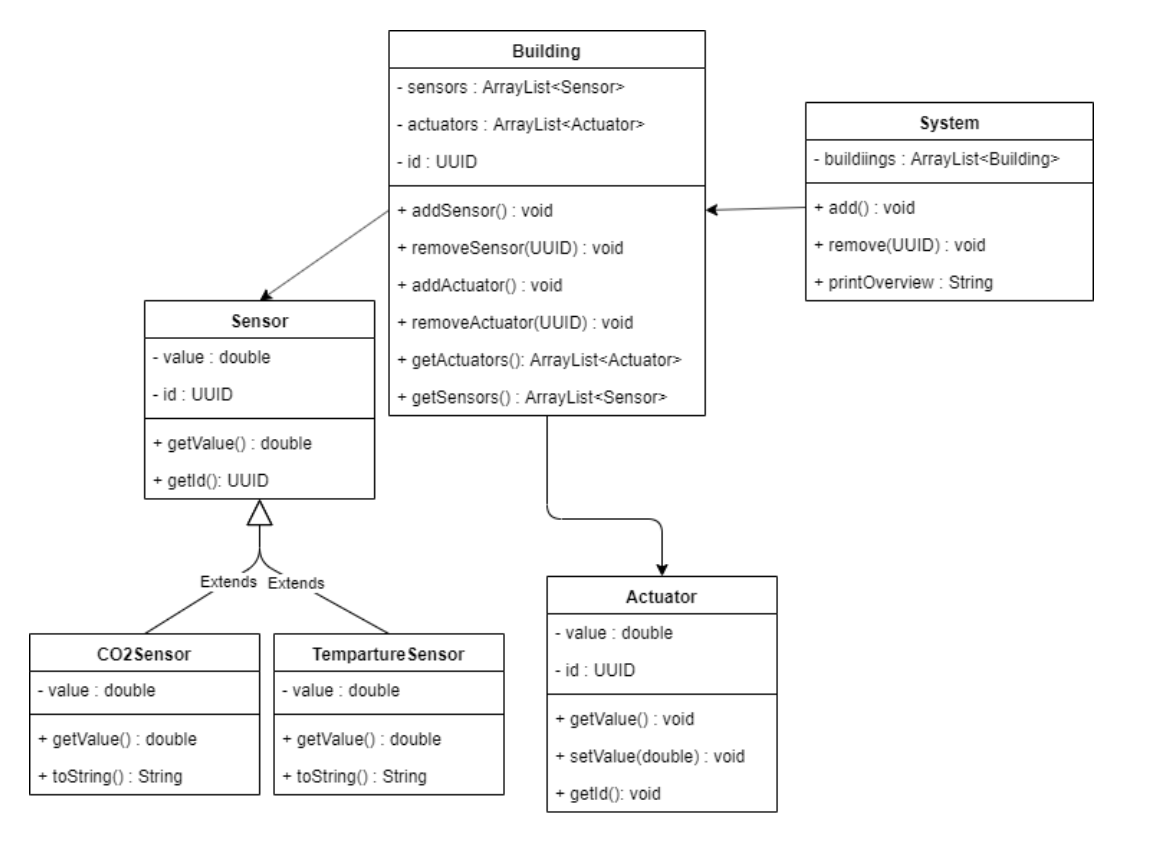 Building
- sensors : ArrayList<Sensor>
- actuators : ArrayList<Actuator>
- id : UUID
+ addSensor() : void
+ removeSensor(UUID) : void
+ addActuator() : void
+ removeActuator(UUID) : void
+ getActuators(): ArrayList<Actuator>
+ getSensors() : ArrayList<Sensor>
System
- buildiings : ArrayList<Building>
+ add() : void
+ remove(UUID) : void
+ printOverview : String
Sensor
- value : double
- id : UUID
+ getValue() : double
+ getId(): UUID
Extends
Extends
CO2Sensor
- value : double
+ getValue() : double
+ toString() : String
TempartureSensor
- value : double
+ getValue() : double
+ toString() : String
Actuator
- value : double
- id : UUID
+ getValue() : void
+ setValue(double) : void
+ getId(): void